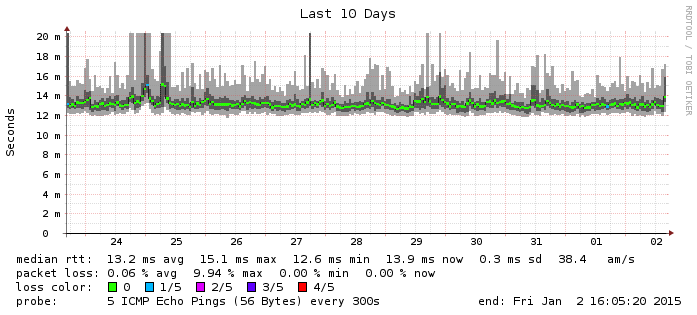 Last 10 Days
RRDTOOL / TOBI OETIKER
Seconds
20 m
18 m
16 m
14 m
12 m
10 m
8 m
6 m
4 m
2 m
0
24 25 26 27 28 29 30 31 01 02
median rtt: 13.2 ms avg 15.1 ms max 12.6 ms min 13.9 ms now 0.3 ms sd 38.4 am/s
packet loss: 0.06 % avg 9.94 % max 0.00 % min 0.00 % now
loss color: 0 1/5 2/5 3/5 4/5
probe: 5 ICMP Echo Pings (56 Bytes) every 300s end: Fri Jan 2 16:05:20 2015